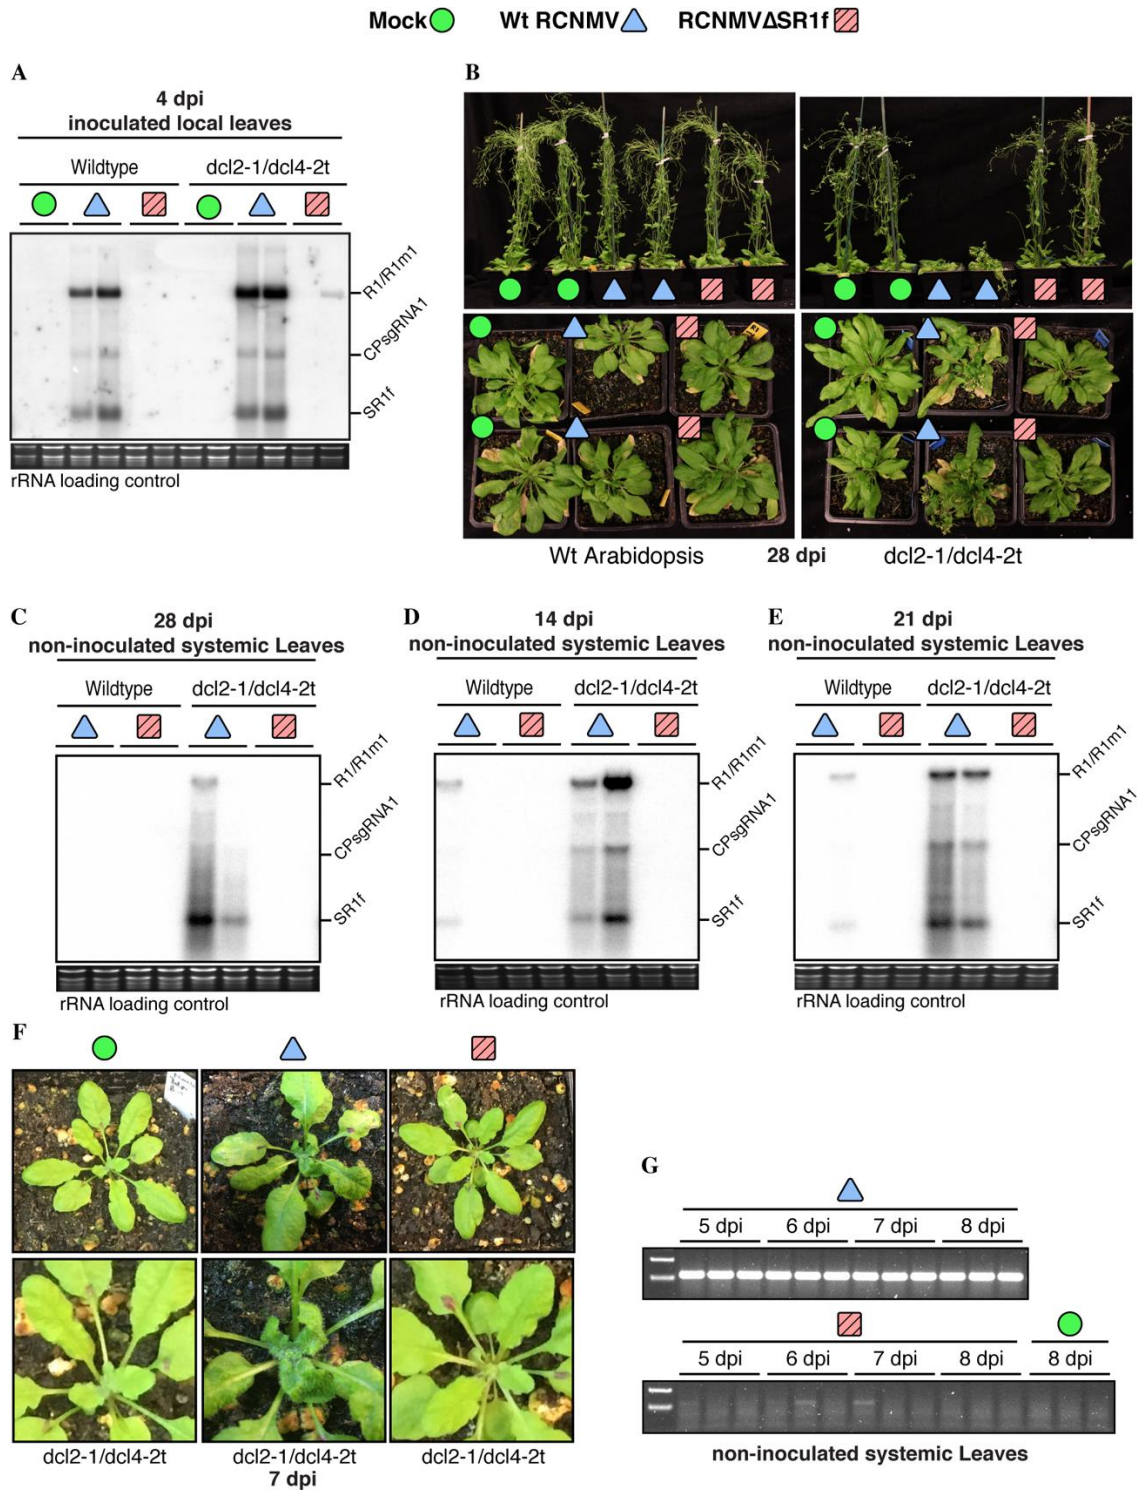 Mock Wt RCNMV RCNMVΔSR1f
A
4 dpi
inoculated local leaves
Wildtype dcl2-1/dcl4-2t
R1/R1m1
CPsgRNA1
SR1f
rRNA loading control
B
Wt Arabidopsis 28 dpi dcl2-1/dcl4-2t
C
28 dpi
non-inoculated systemic Leaves
Wildtype dcl2-1/dcl4-2t
R1/R1m1
CPsgRNA1
SR1f
rRNA loading control
D
14 dpi
non-inoculated systemic Leaves
Wildtype dcl2-1/dcl4-2t
R1/R1m1
CPsgRNA1
SR1f
rRNA loading control
E
21 dpi
non-inoculated systemic Leaves
Wildtype dcl2-1/dcl4-2t
R1/R1m1
CPsgRNA1
SR1f
rRNA loading control
F
dcl2-1/dcl4-2t dcl2-1/dcl4-2t dcl2-1/dcl4-2t
7 dpi
G
5 dpi 6 dpi 7 dpi 8 dpi
5 dpi 6 dpi 7 dpi 8 dpi 8 dpi
non-inoculated systemic Leaves